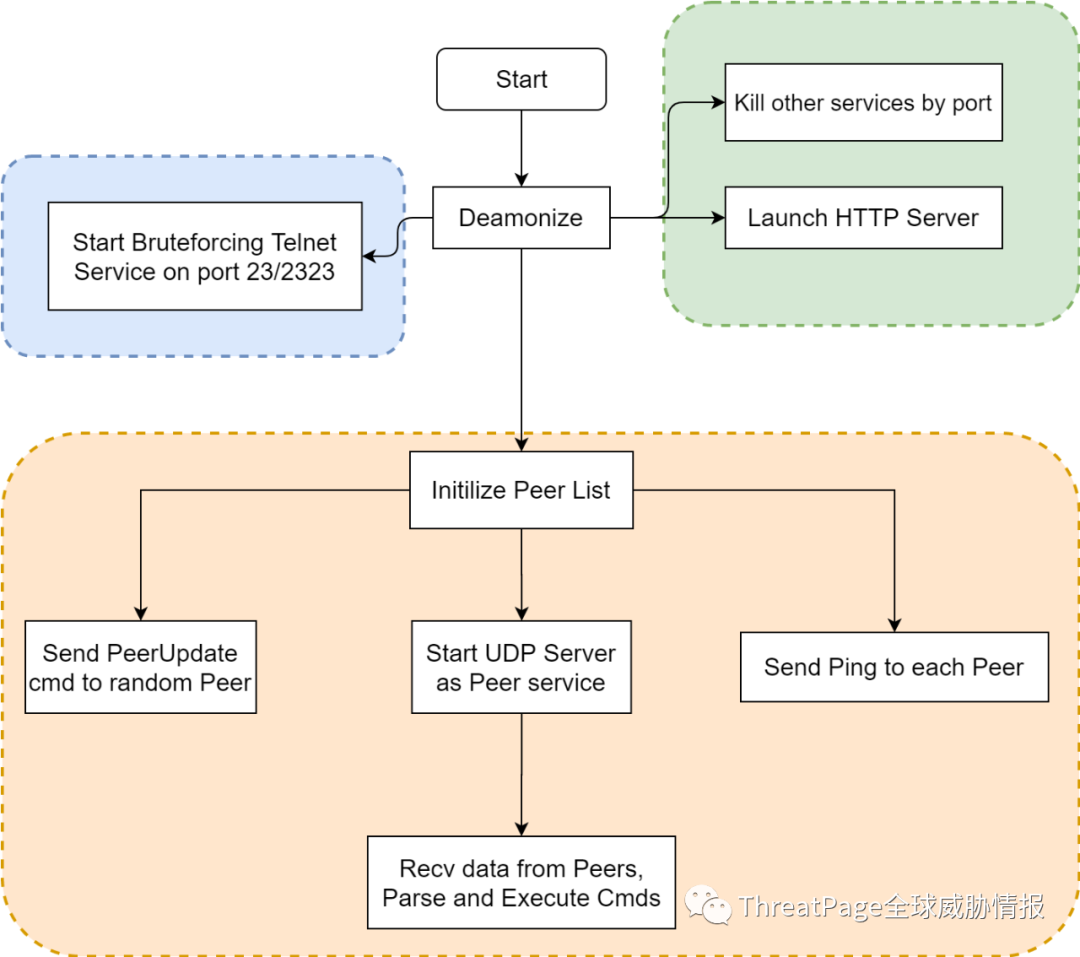 Start
Kill other services by port
Deamonize
Launch HTTP Server
Start Bruteforcing Telnet
Service on port 23/2323
Initilize Peer List
Send PeerUpdate
cmd to random Peer
Start UDP Server
as Peer service
Send Ping to each Peer
Recv data from Peers,
Parse and Execute Cmds
ThreatPage全球威胁情报